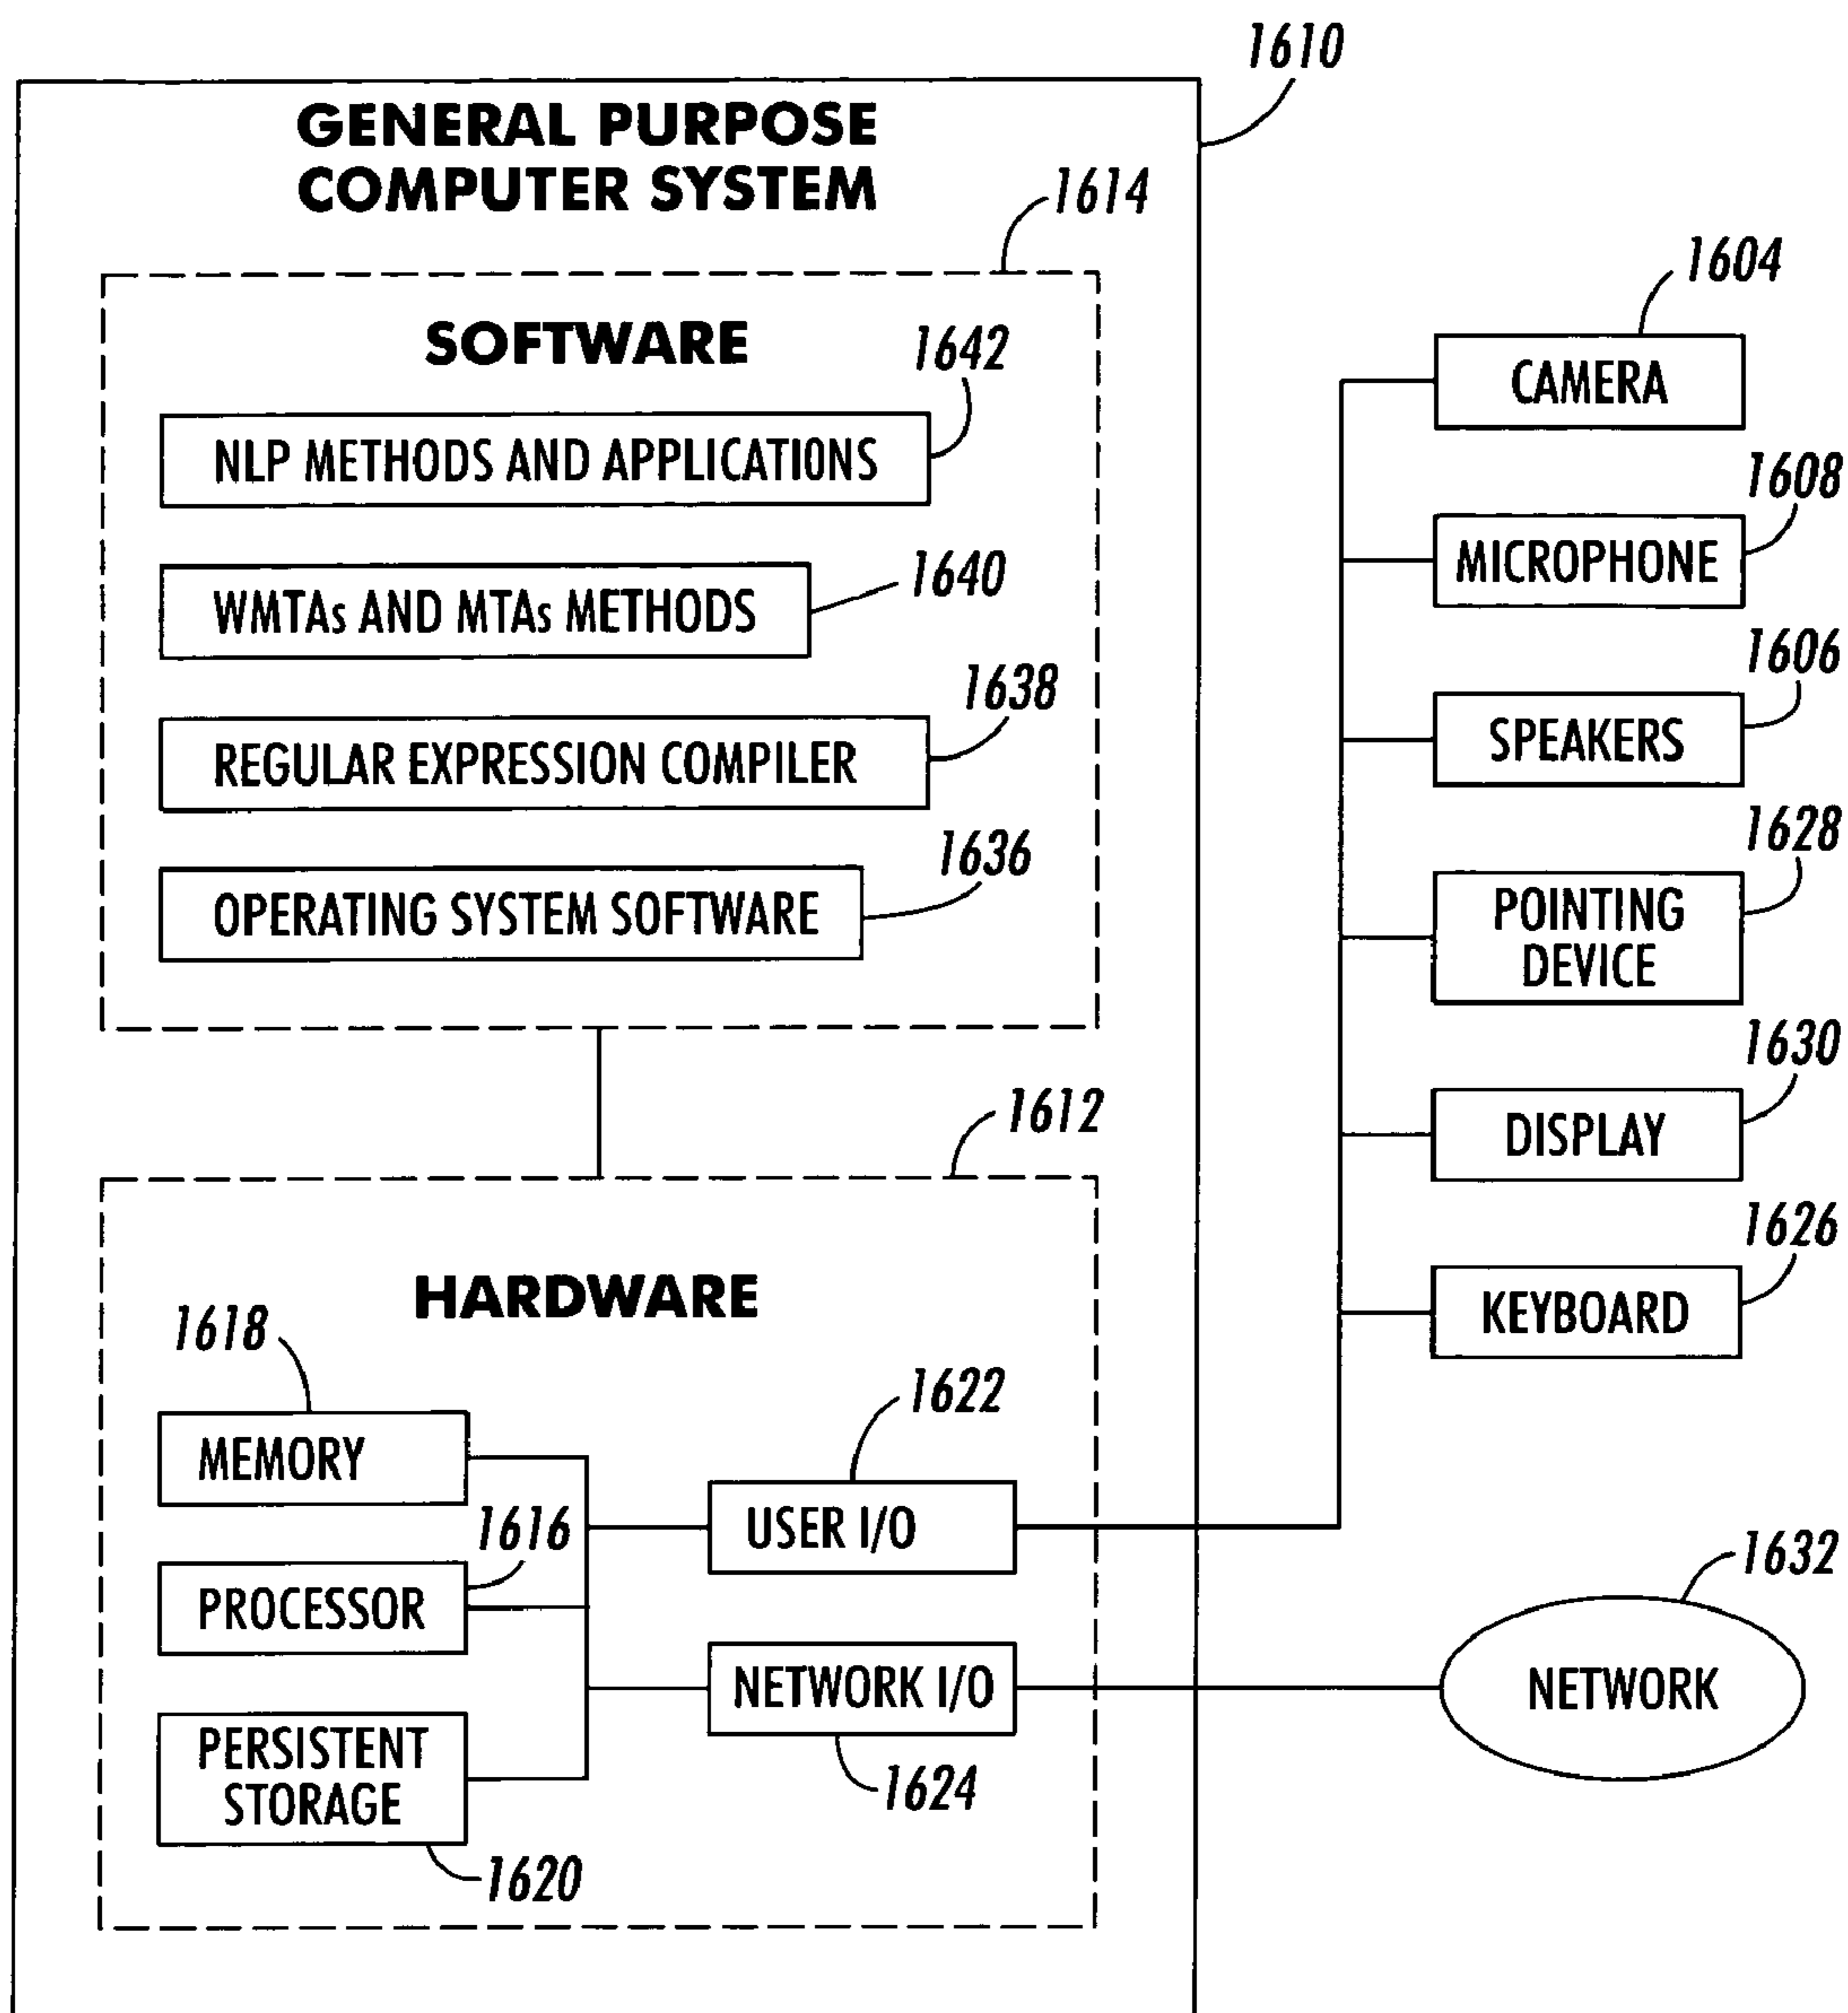 1610
GENERAL PURPOSE
COMPUTER SYSTEM
1614
SOFTWARE
1642
NLP METHODS AND APPLICATIONS
1640
WMTAs AND MTAs METHODS
1638
REGULAR EXPRESSION COMPILER
1636
OPERATING SYSTEM SOFTWARE
1612
HARDWARE
1618
MEMORY
1616
PROCESSOR
PERSISTENT
STORAGE
1620
1622
USER I/O
NETWORK I/O
1624
1604
CAMERA
1608
MICROPHONE
1606
SPEAKERS
1628
POINTING
DEVICE
1630
DISPLAY
1626
KEYBOARD
1632
NETWORK